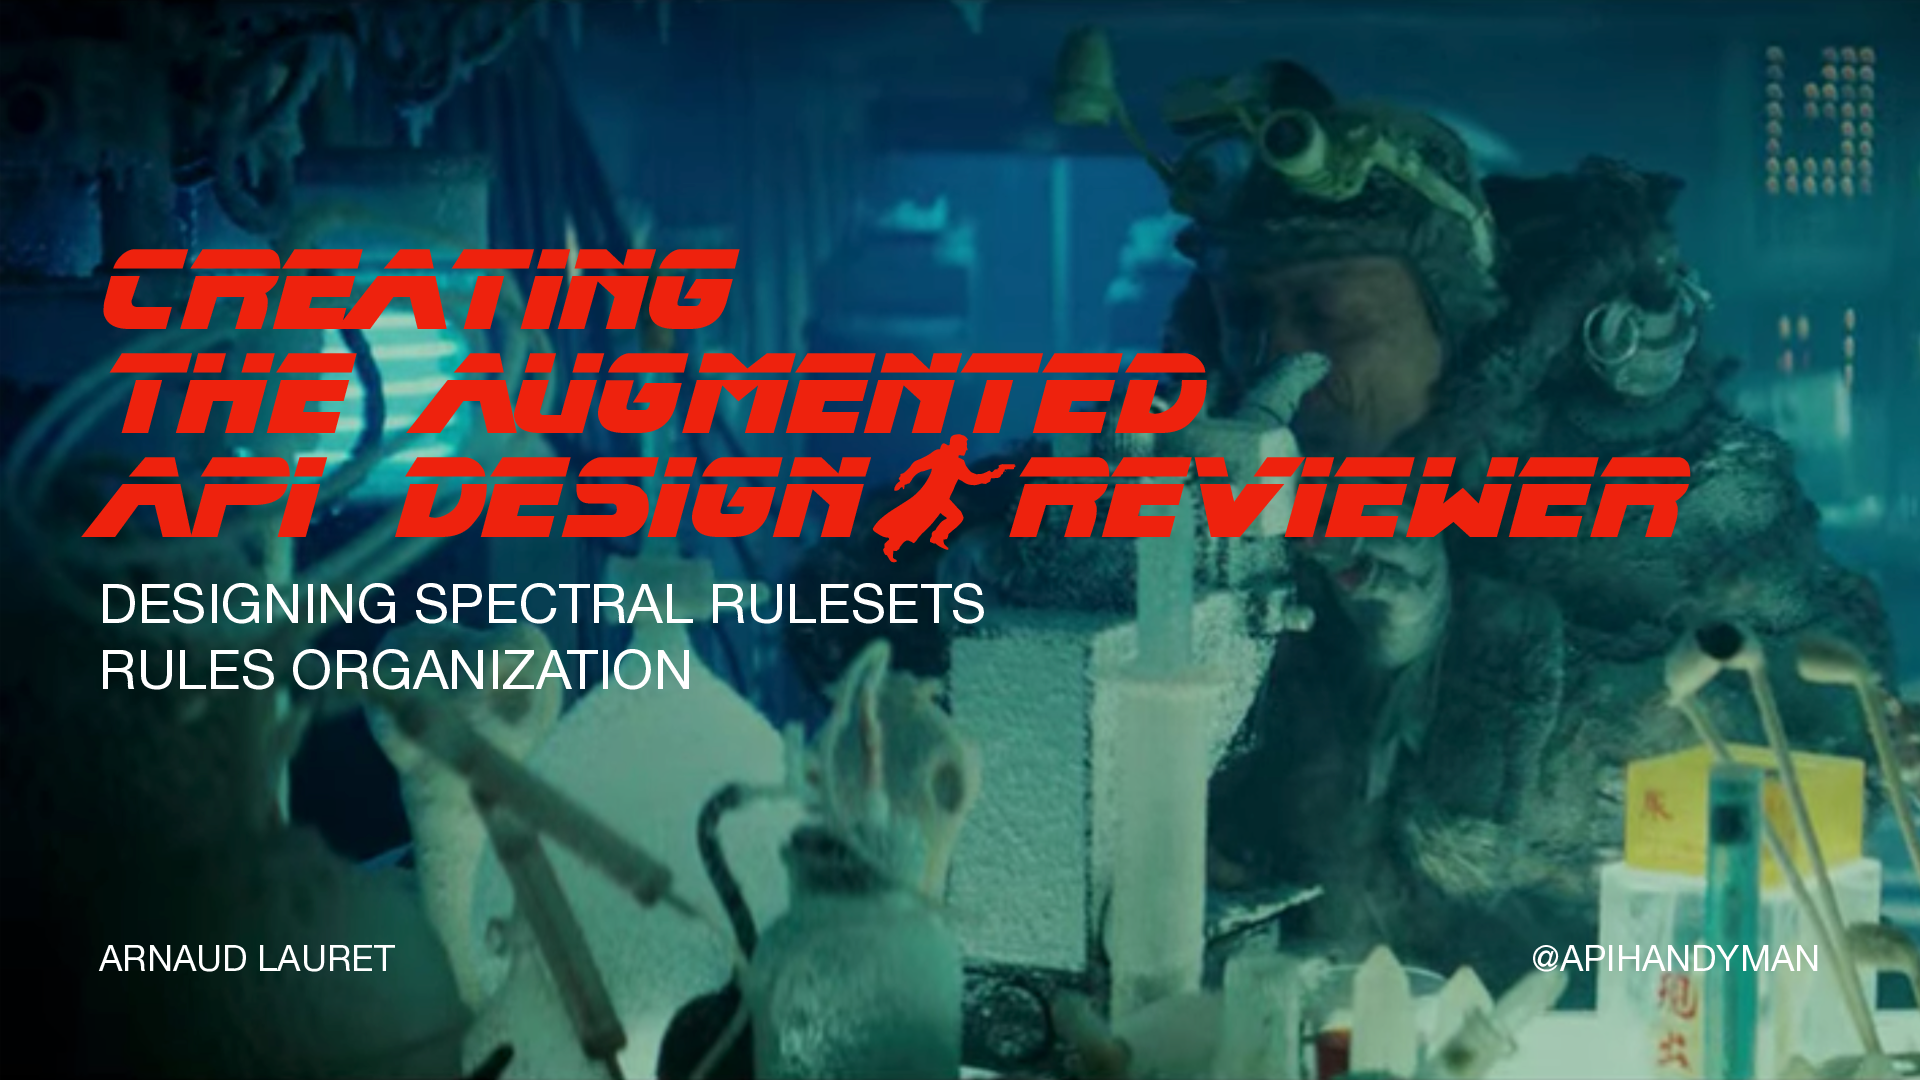 CREATING
THE AUGMENTED
API DESIGN REVIEWER
DESIGNING SPECTRAL RULESETS
RULES ORGANIZATION
ARNAUD LAURET
@APIHANDYMAN